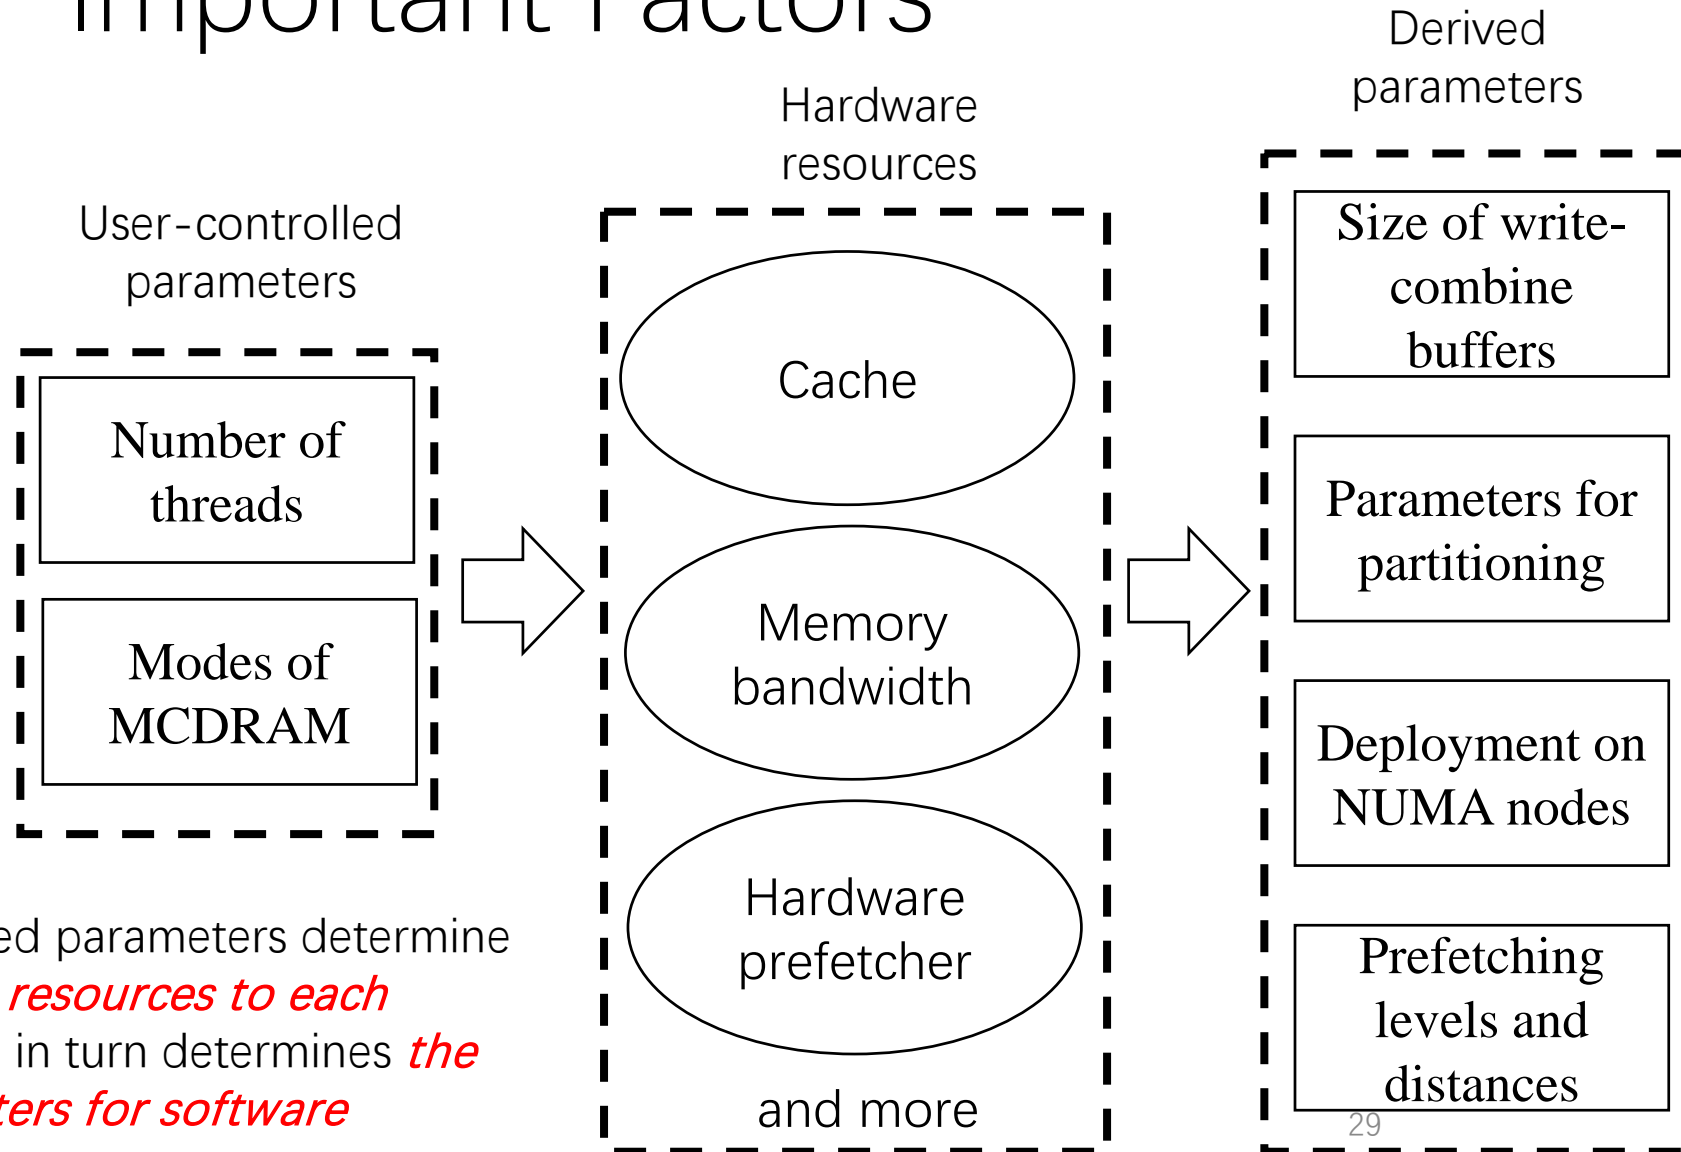 Important Factors
User-controlled
parameters
Number of
threads
Modes of
MCDRAM
Hardware
resources
Cache
Memory
bandwidth
Hardware
prefetcher
and more
Derived
parameters
Size of write-
combine
buffers
Parameters for
partitioning
Deployment on
NUMA nodes
Prefetching
levels and
distances
parameters determine
resources to each
in turn determines the
for software
29